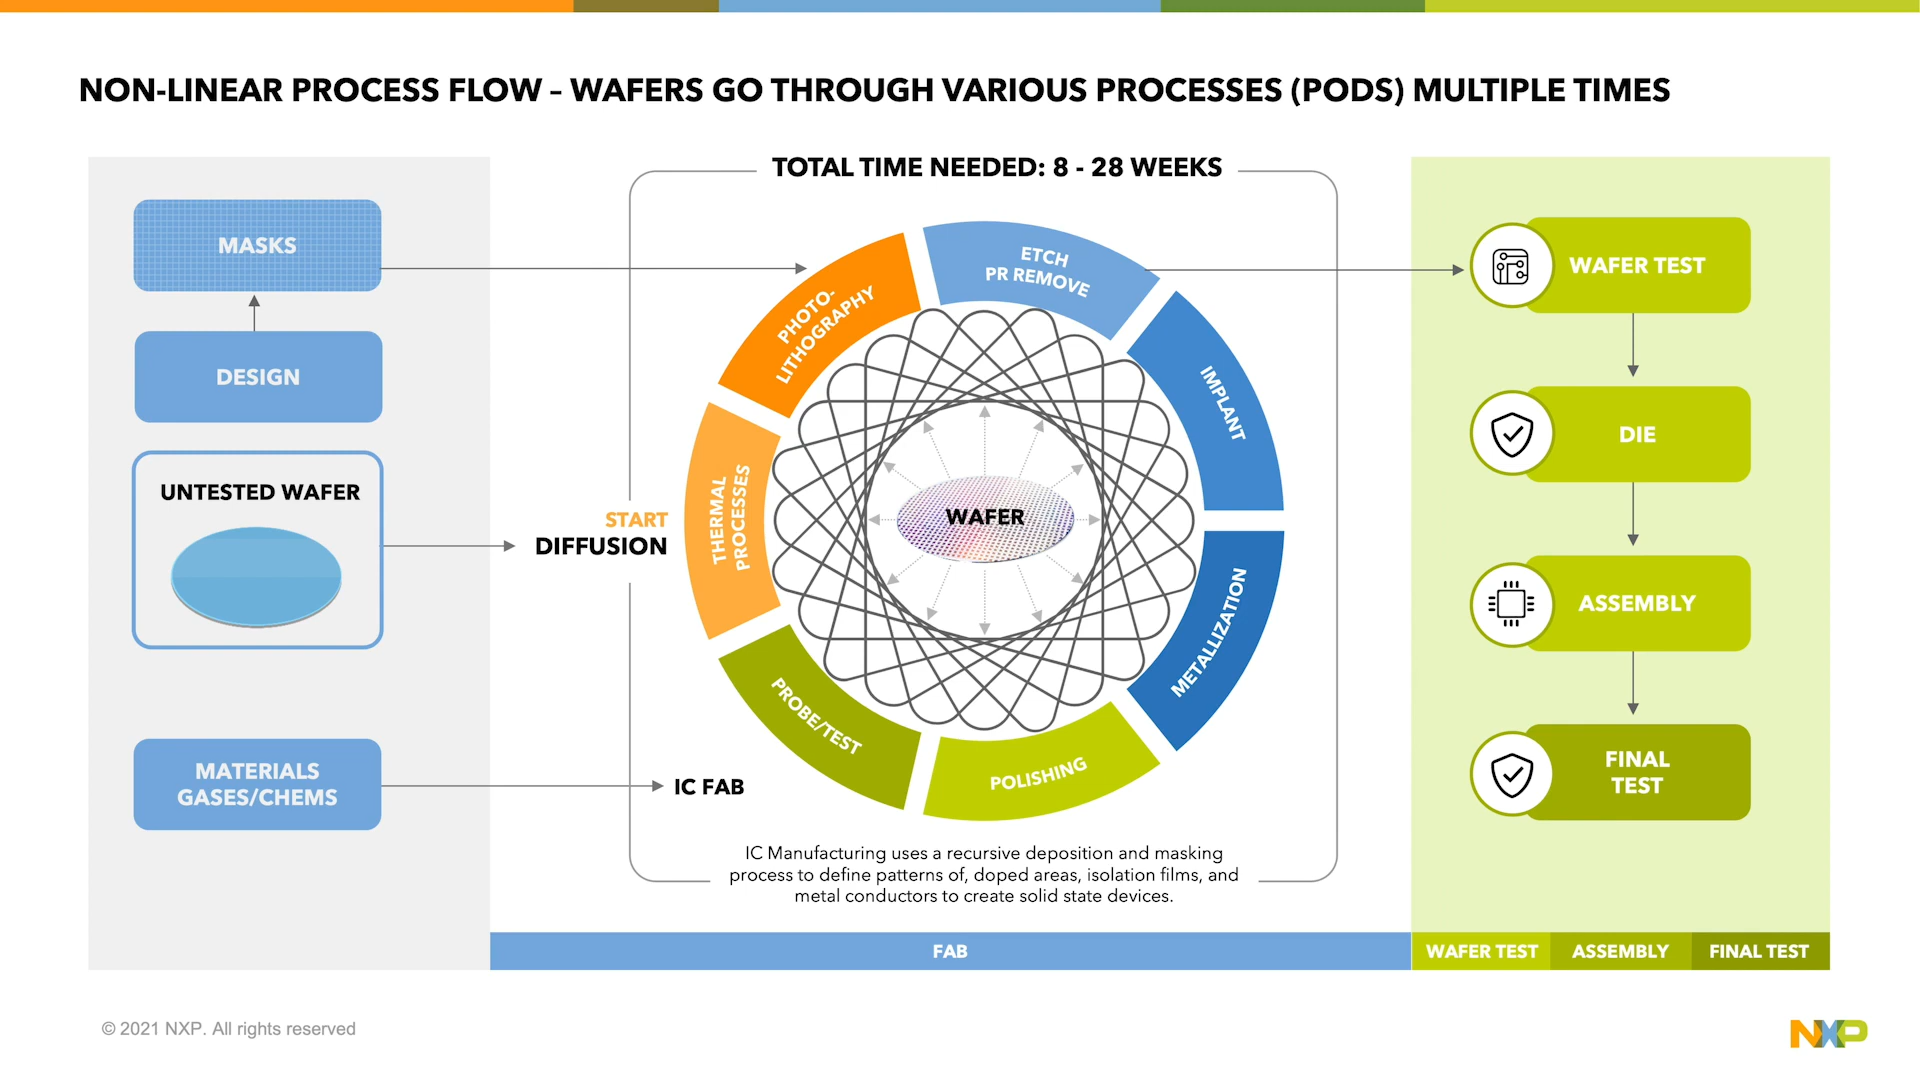 NON-LINEAR PROCESS FLOW – WAFERS GO THROUGH VARIOUS PROCESSES (PODS) MULTIPLE TIMES
MASKS
DESIGN
UNTESTED WAFER
MATERIALS
GASES/CHEMS
TOTAL TIME NEEDED: 8 - 28 WEEKS
START
DIFFUSION
IC FAB
THERMAL
PROCESSES
PHOTO-
LITHOGRAPHY
ETCH
PR REMOVE
IMPLANT
METALLIZATION
POLISHING
PROBE/TEST
WAFER
IC Manufacturing uses a recursive deposition and masking
process to define patterns of, doped areas, isolation films, and
metal conductors to create solid state devices.
WAFER TEST
DIE
ASSEMBLY
FINAL
TEST
FAB
WAFER TEST
ASSEMBLY
FINAL TEST
© 2021 NXP. All rights reserved
NXP